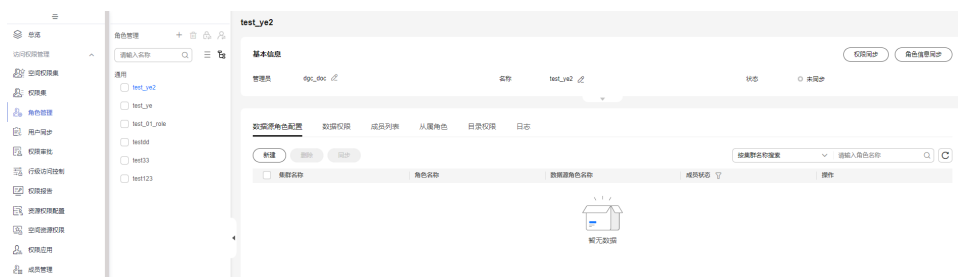 总览
访问权限管理
空间权限集
权限集
角色管理
用户同步
权限审批
行级访问控制
权限报告
资源权限配置
空间资源权限
权限应用
成员管理
角色管理
请输入名称
通用
test_ye2
test_ye
test_01_role
testdd
test33
test123
test_ye2
基本信息
权限同步 角色信息同步
管理员 dgc_doc 名称 test_ye2 状态 未同步
数据源角色配置 数据权限 成员列表 从属角色 目录权限 日志
新建 删除 同步 按集群名称搜索 请输入角色名称
集群名称 角色名称 数据源角色名称 成员状态 操作
暂无数据